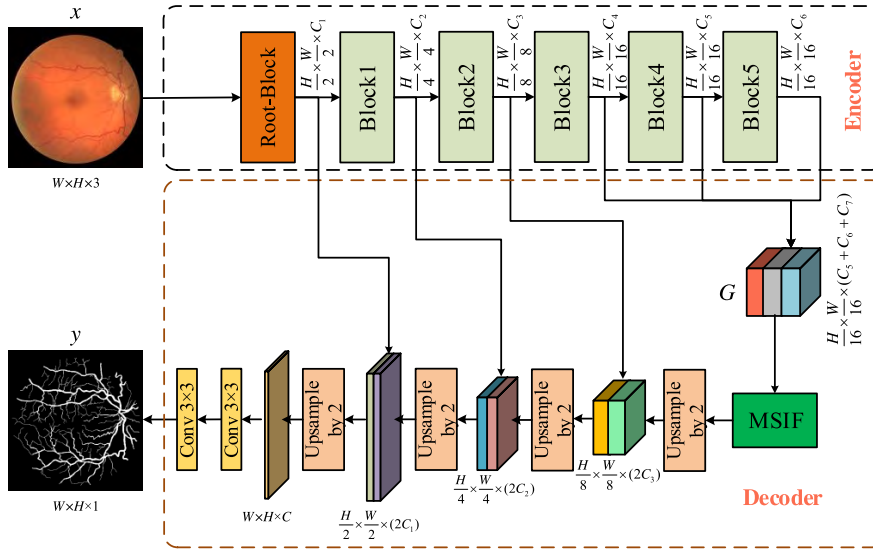 x
W×H×3
Root-Block
H/2 × W/2 ×C₁
Block1
H/4 × W/4 ×C₂
Block2
H/8 × W/8 ×C₃
Block3
H/16 × W/16 ×C₄
Block4
H/16 × W/16 ×C₅
Block5
H/16 × W/16 ×C₆
Encoder
G
H/16 × W/16 ×(C₅+C₆+C₇)
MSIF
Upsample
by 2
H/8 × W/8 ×(2C₃)
Upsample
by 2
H/4 × W/4 ×(2C₂)
Upsample
by 2
H/2 × W/2 ×(2C₁)
Upsample
by 2
W×H×C
Conv 3×3
Conv 3×3
y
W×H×1
Decoder